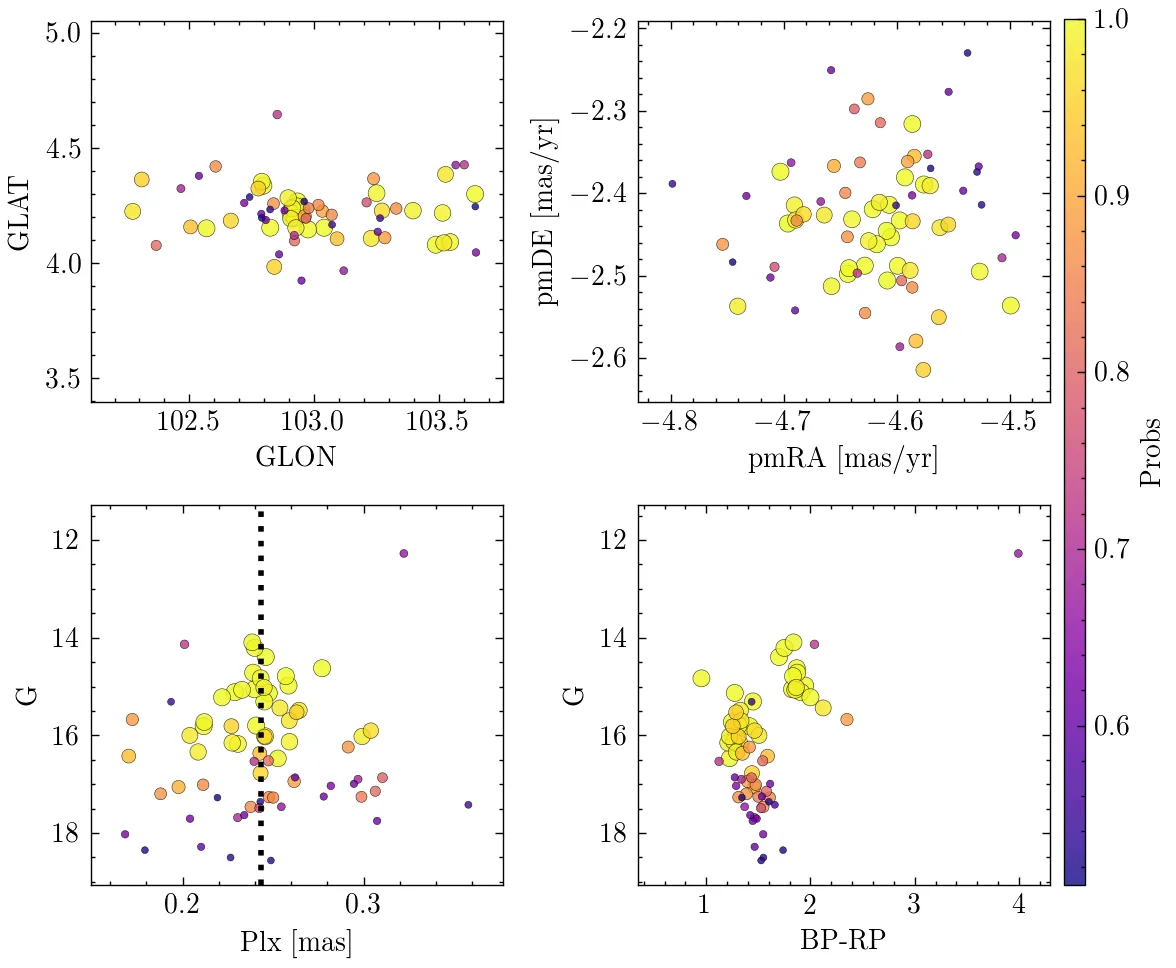 5.0
4.5
4.0
3.5
GLAT
102.5 103.0 103.5
GLON
−2.2
−2.3
−2.4
−2.5
−2.6
pmDE [mas/yr]
−4.8 −4.7 −4.6 −4.5
pmRA [mas/yr]
12
14
16
18
G
0.2 0.3
Plx [mas]
12
14
16
18
G
1 2 3 4
BP-RP
1.0
0.9
0.8
0.7
0.6
Probs